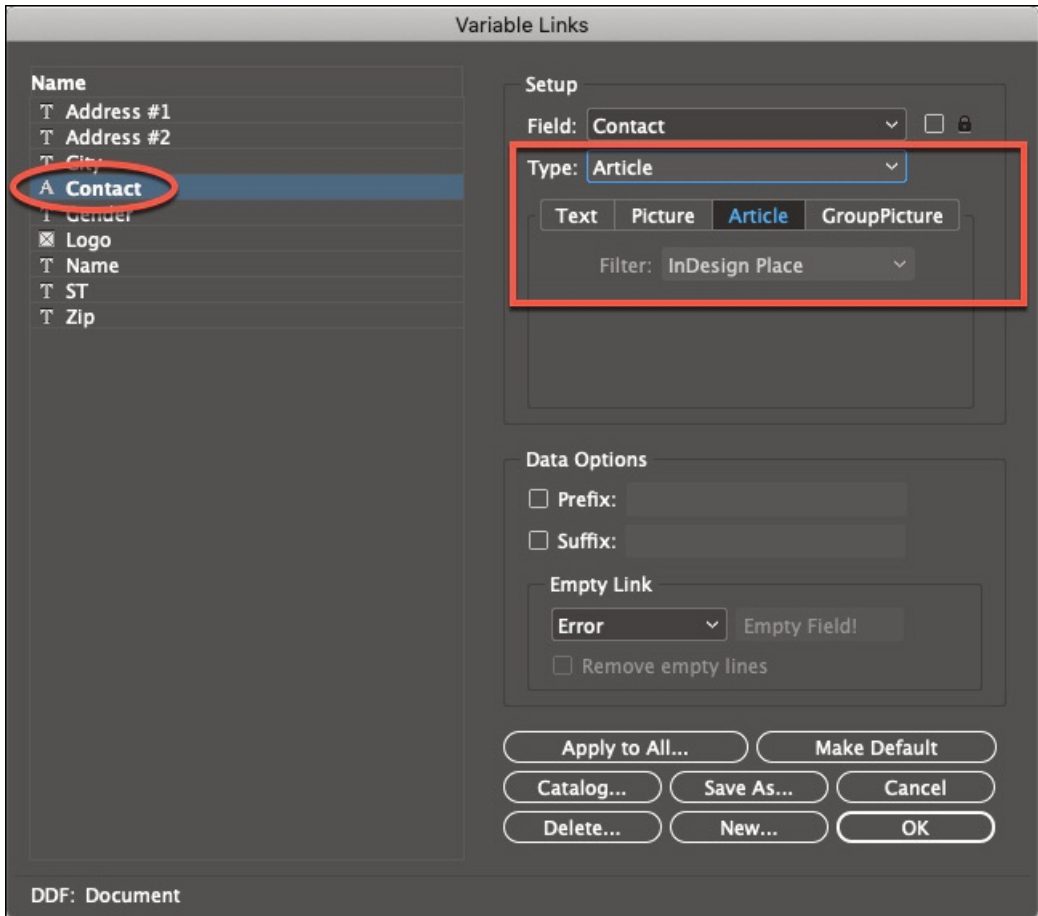 Variable Links
Name
T Address #1
T Address #2
T City
A Contact
T Gender
Logo
T Name
T ST
T Zip
Setup
Field: Contact
Type: Article
Text Picture Article GroupPicture
Filter: InDesign Place
Data Options
Prefix:
Suffix:
Empty Link
Error Empty Field!
Remove empty lines
Apply to All... Make Default
Catalog... Save As... Cancel
Delete... New... OK
DDF: Document